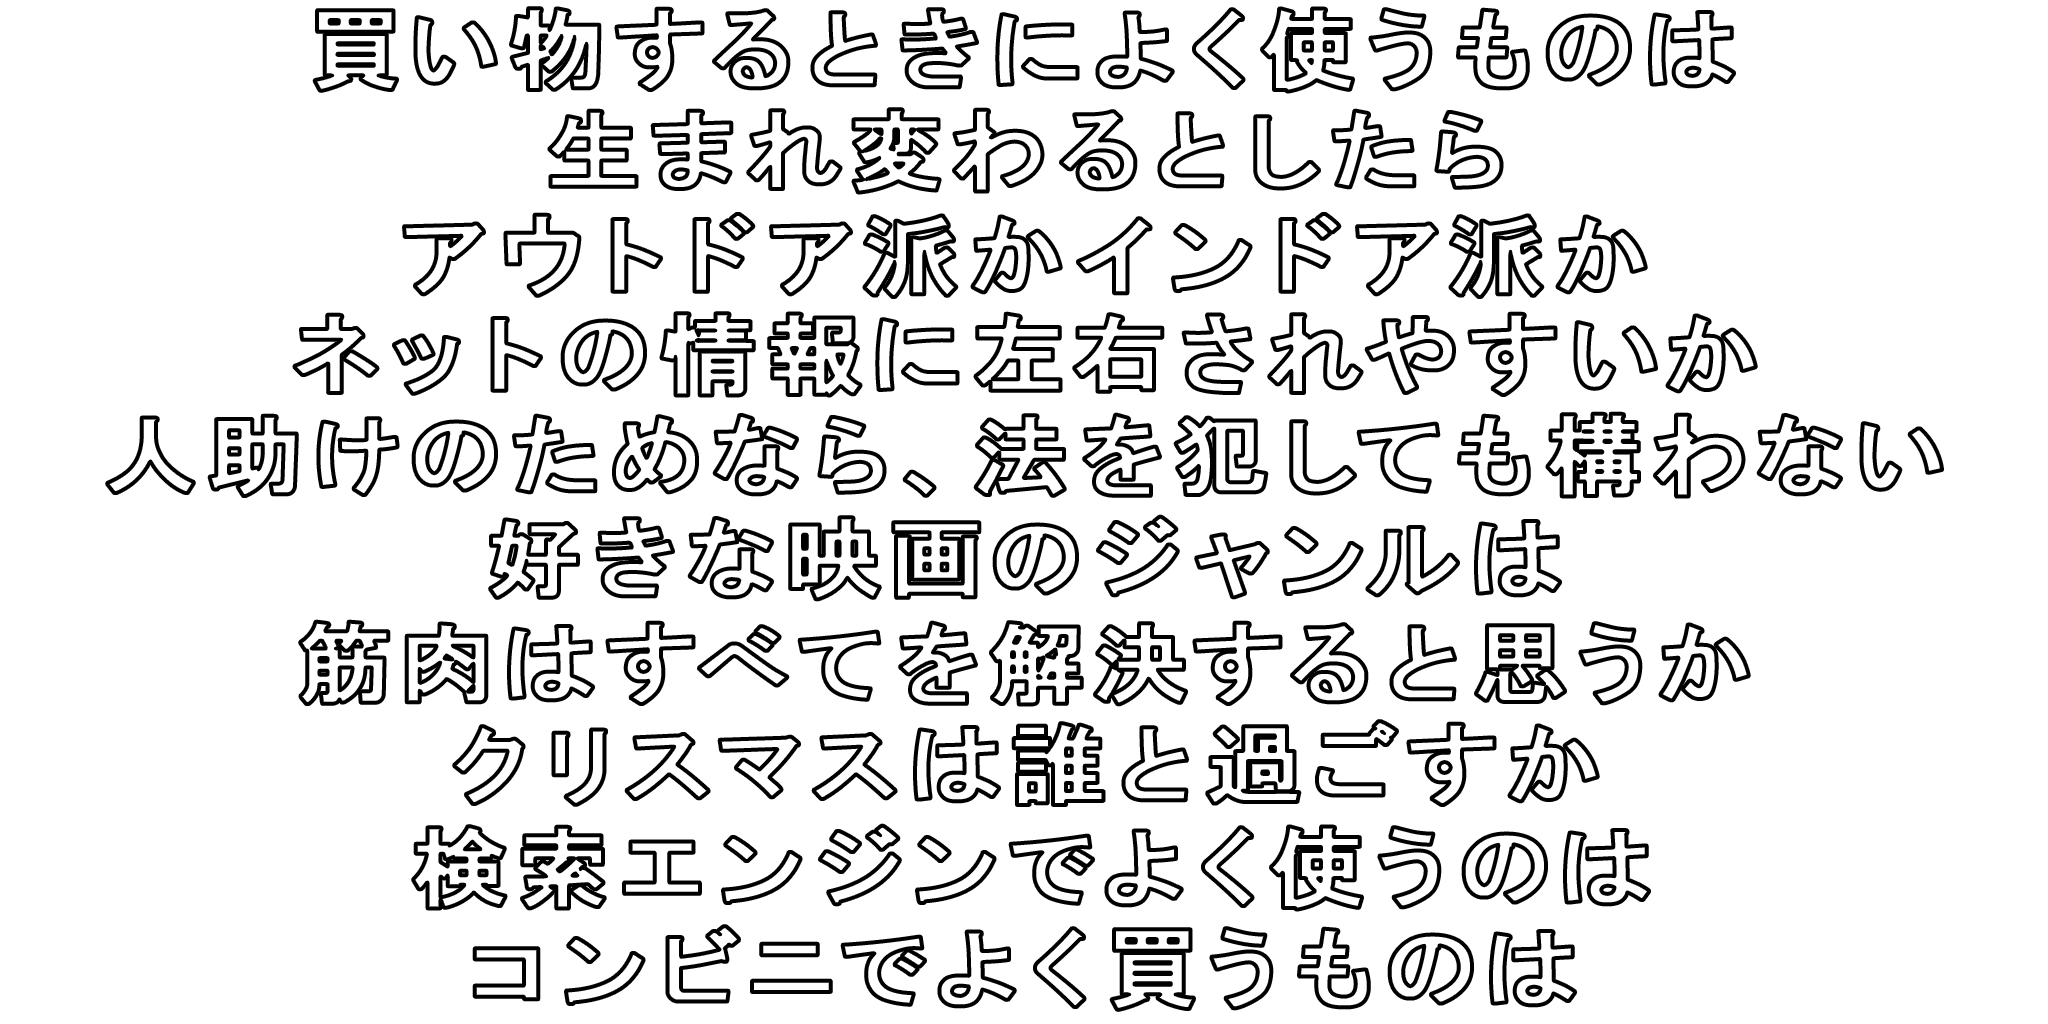 買い物するときによく使うものは
生まれ変わるとしたら
アウトドア派かインドア派か
ネットの情報に左右されやすいか
人助けのためなら、法を犯しても構わない
好きな映画のジャンルは
筋肉はすべてを解決すると思うか
クリスマスは誰と過ごすか
検索エンジンでよく使うのは
コンビニでよく買うものは